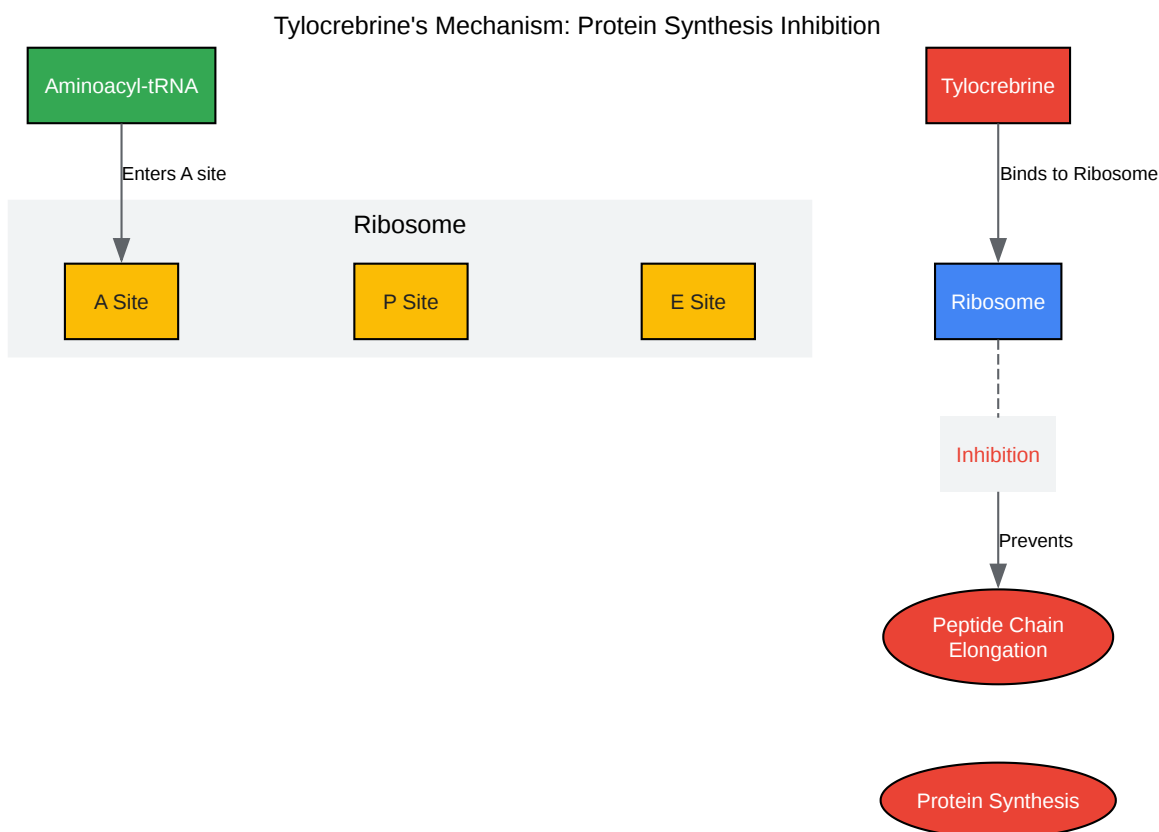 Tylocrebrine's Mechanism: Protein Synthesis Inhibition
Aminoacyl-tRNA
Tylocrebrine
Enters A site
Binds to Ribosome
Ribosome
A Site
P Site
E Site
Ribosome
Inhibition
Prevents
Peptide Chain
Elongation
Protein Synthesis